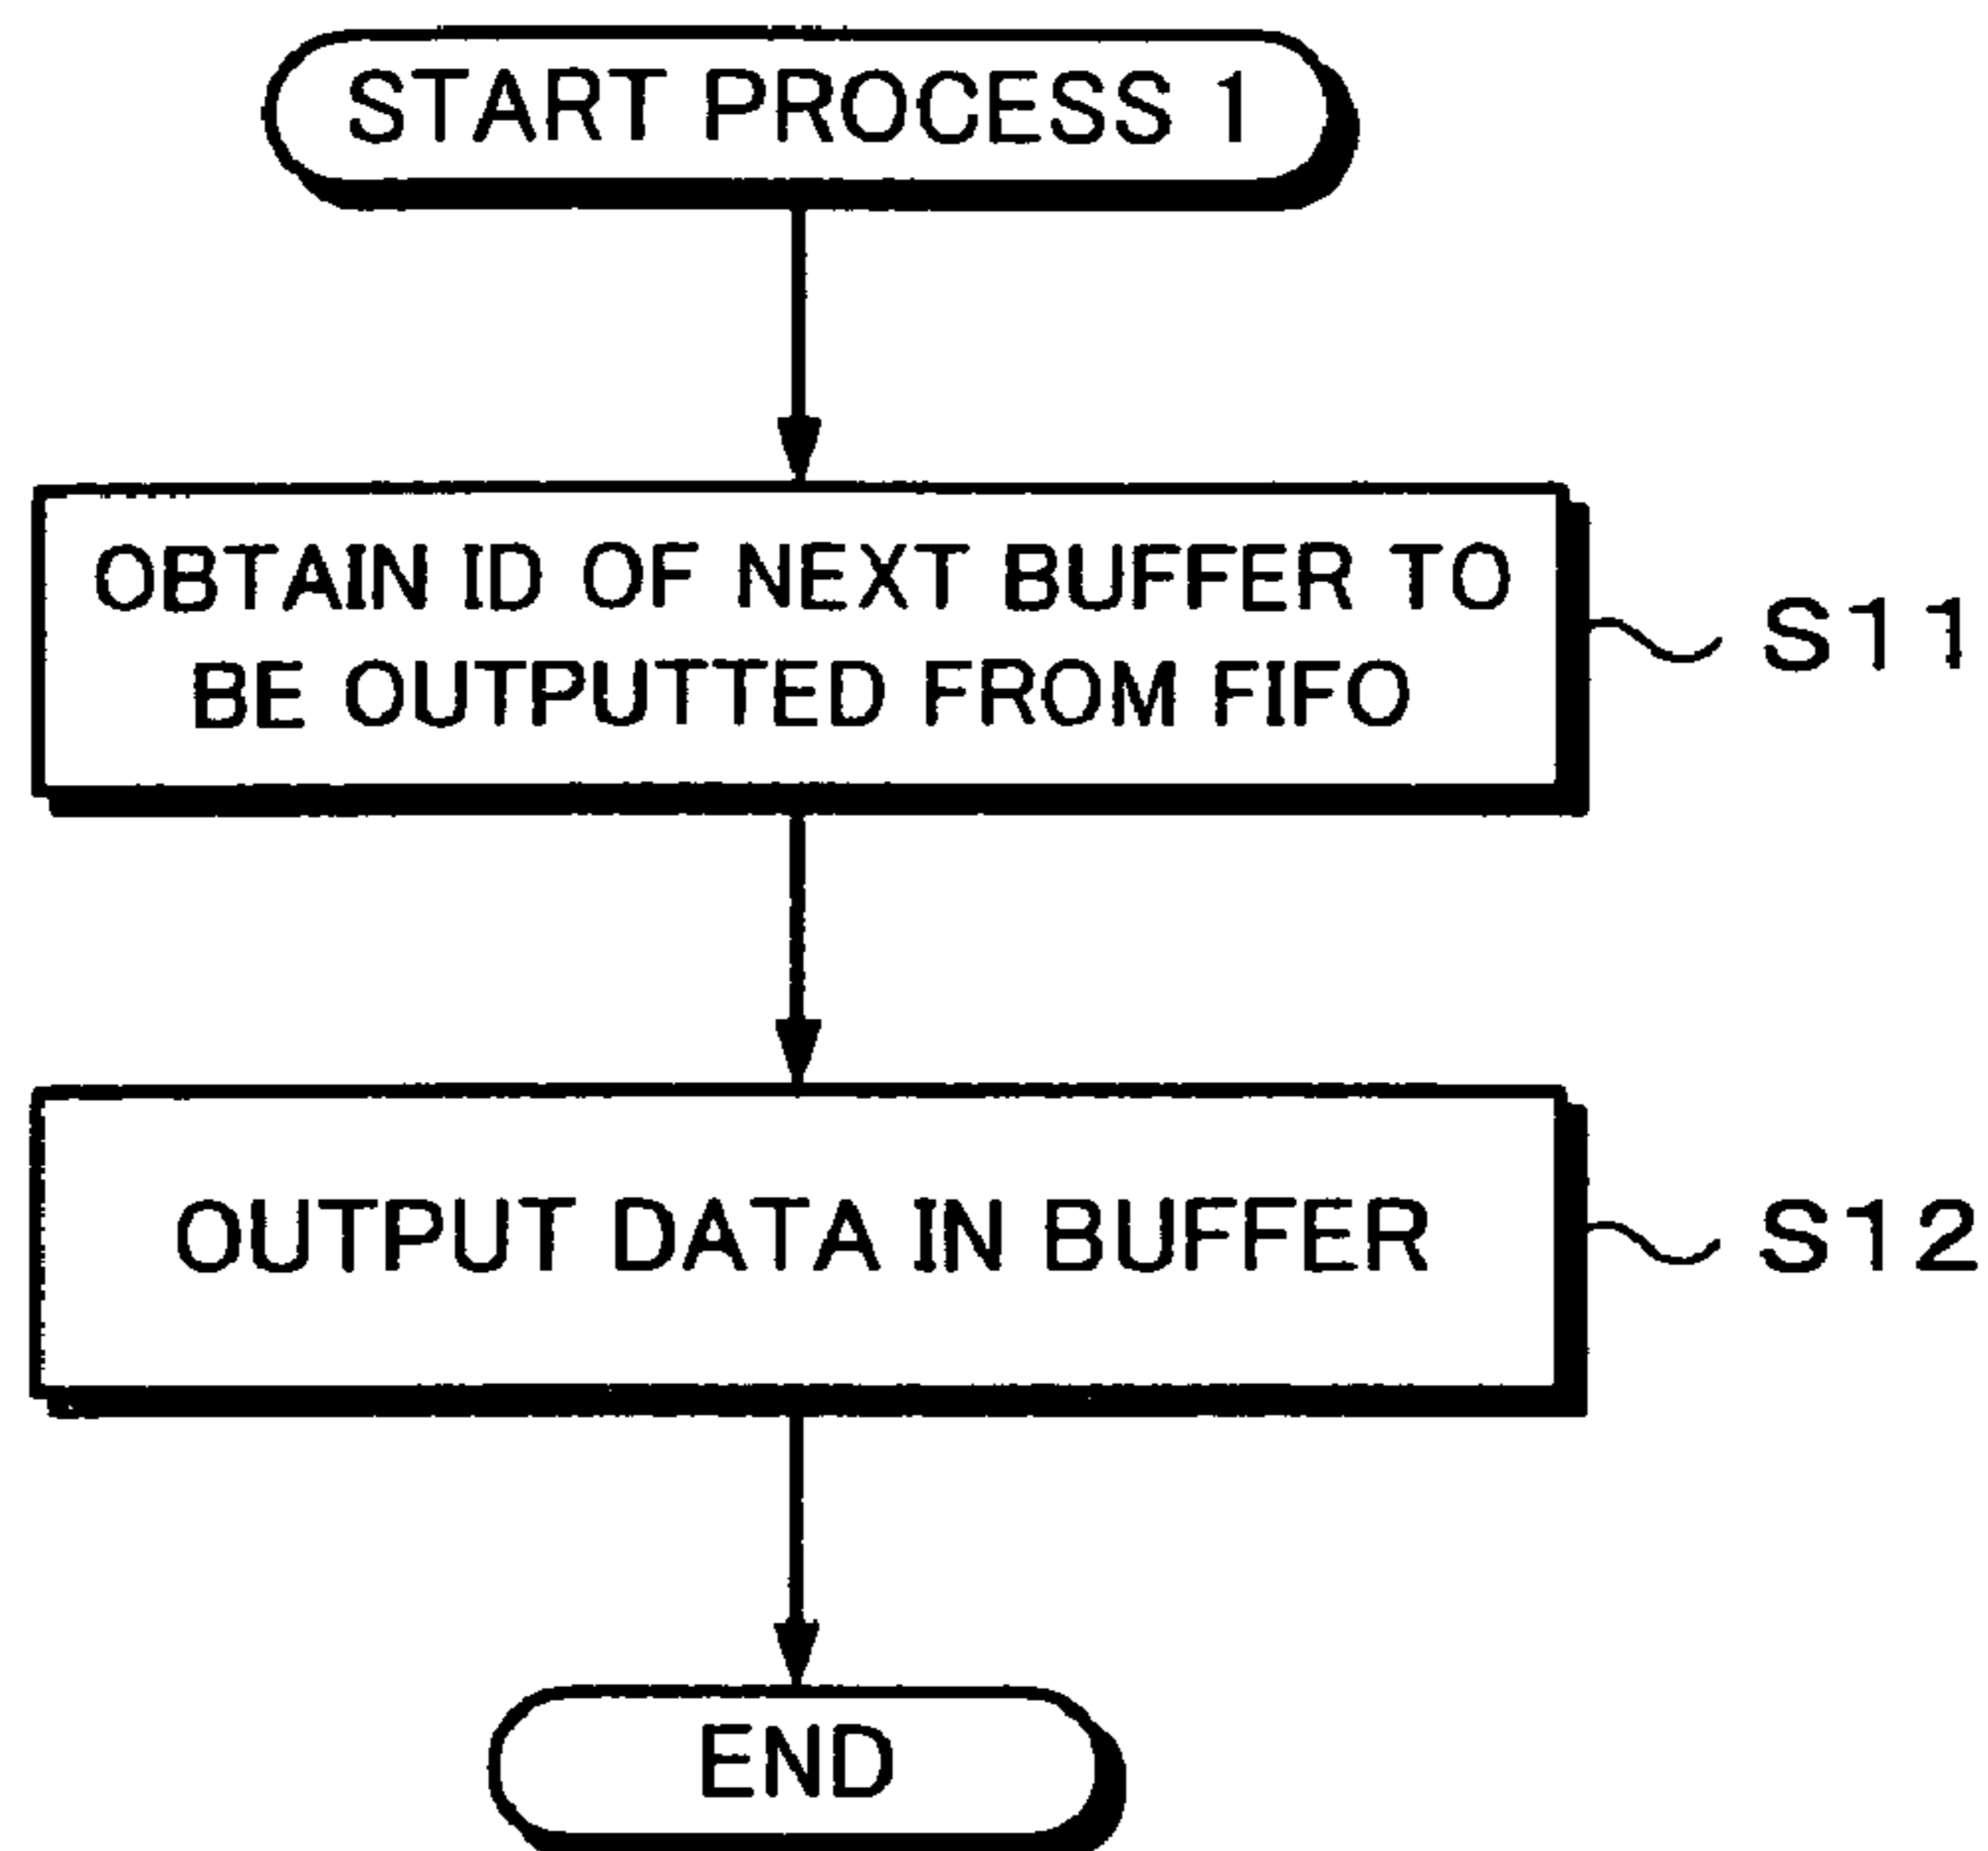 START PROCESS 1
OBTAIN ID OF NEXT BUFFER TO
BE OUTPUTTED FROM FIFO
S11
OUTPUT DATA IN BUFFER
S12
END